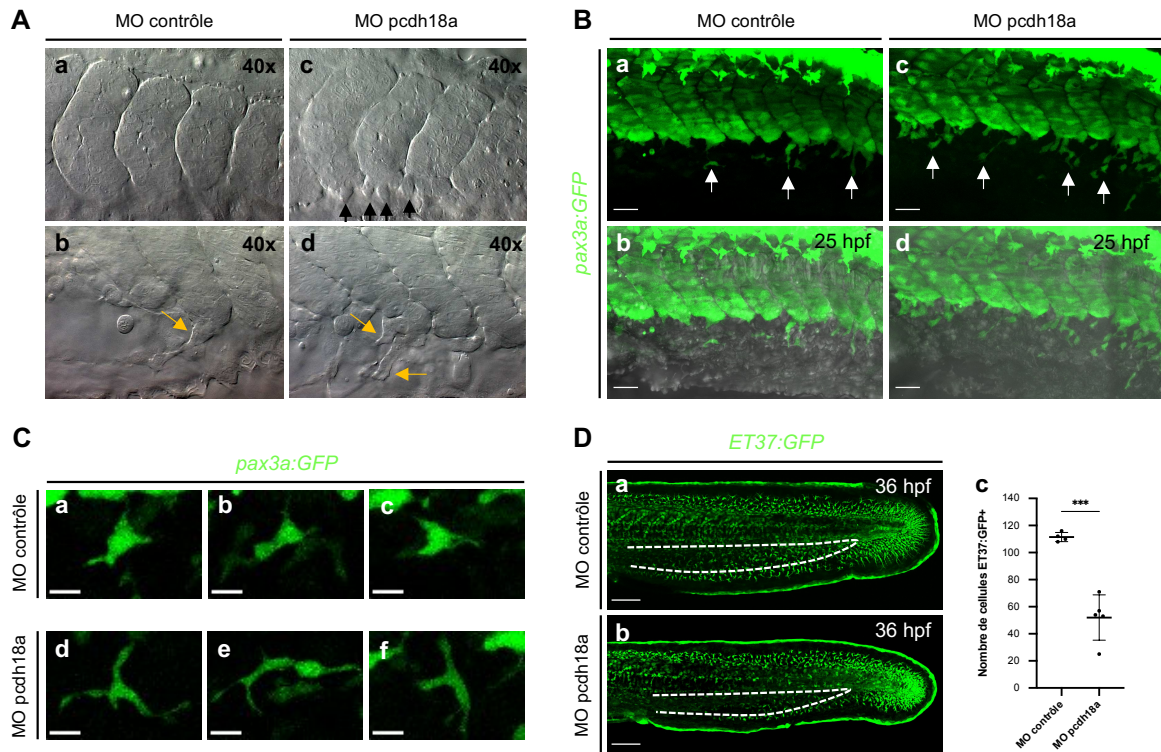 A
MO contrôle
MO pcdh18a
a
40x
c
40x
b
40x
d
40x
B
MO contrôle
MO pcdh18a
pax3a:GFP
a
c
b
25 hpf
d
25 hpf
C
pax3a:GFP
MO contrôle
a
b
c
MO pcdh18a
d
e
f
D
ET37:GFP
MO contrôle
a
36 hpf
MO pcdh18a
b
36 hpf
c
Nombre de cellules ET37:GFP+
140
120
100
80
60
40
20
0
***
MO contrôle
MO pcdh18a